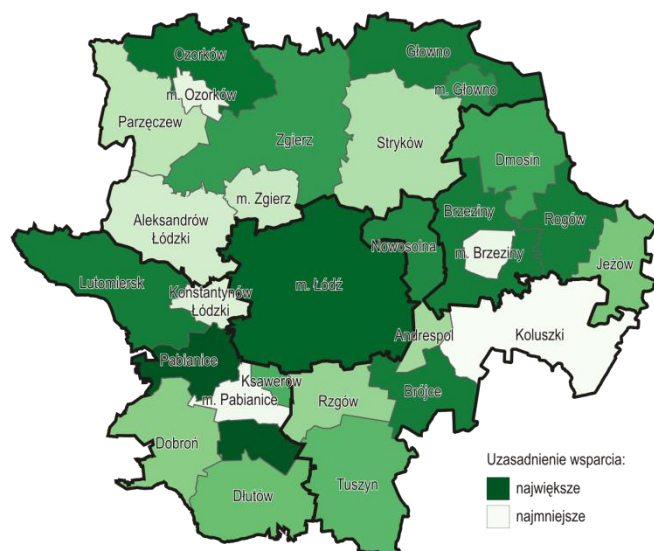 Ozorków
Głowno
m. Ozorków
m. Głowno
Parzęczew
Zgierz
Stryków
Dmosin
m. Zgierz
Aleksandrów
Łódzki
Brzeziny
Rogów
Nowosolna
m. Brzeziny
Jeżów
Lutomiersk
m. Łódź
Konstantynów
Łódzki
Andrespol
Koluszki
Pabianice
Ksawerów
m. Pabianice
Rzgów
Brójce
Dobroń
Dłutów
Tuszyn
Uzasadnienie wsparcia:
największe
najmniejsze